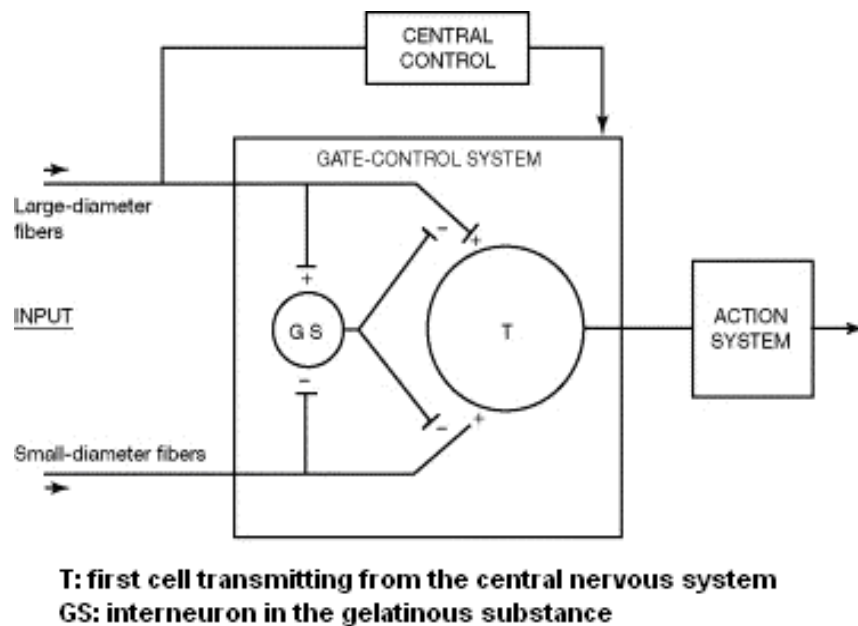 CENTRAL
CONTROL
GATE-CONTROL SYSTEM
Large-diameter
fibers
- +
+
INPUT
G S
T
ACTION
SYSTEM
-
- +
Small-diameter fibers
T: first cell transmitting from the central nervous system
GS: interneuron in the gelatinous substance